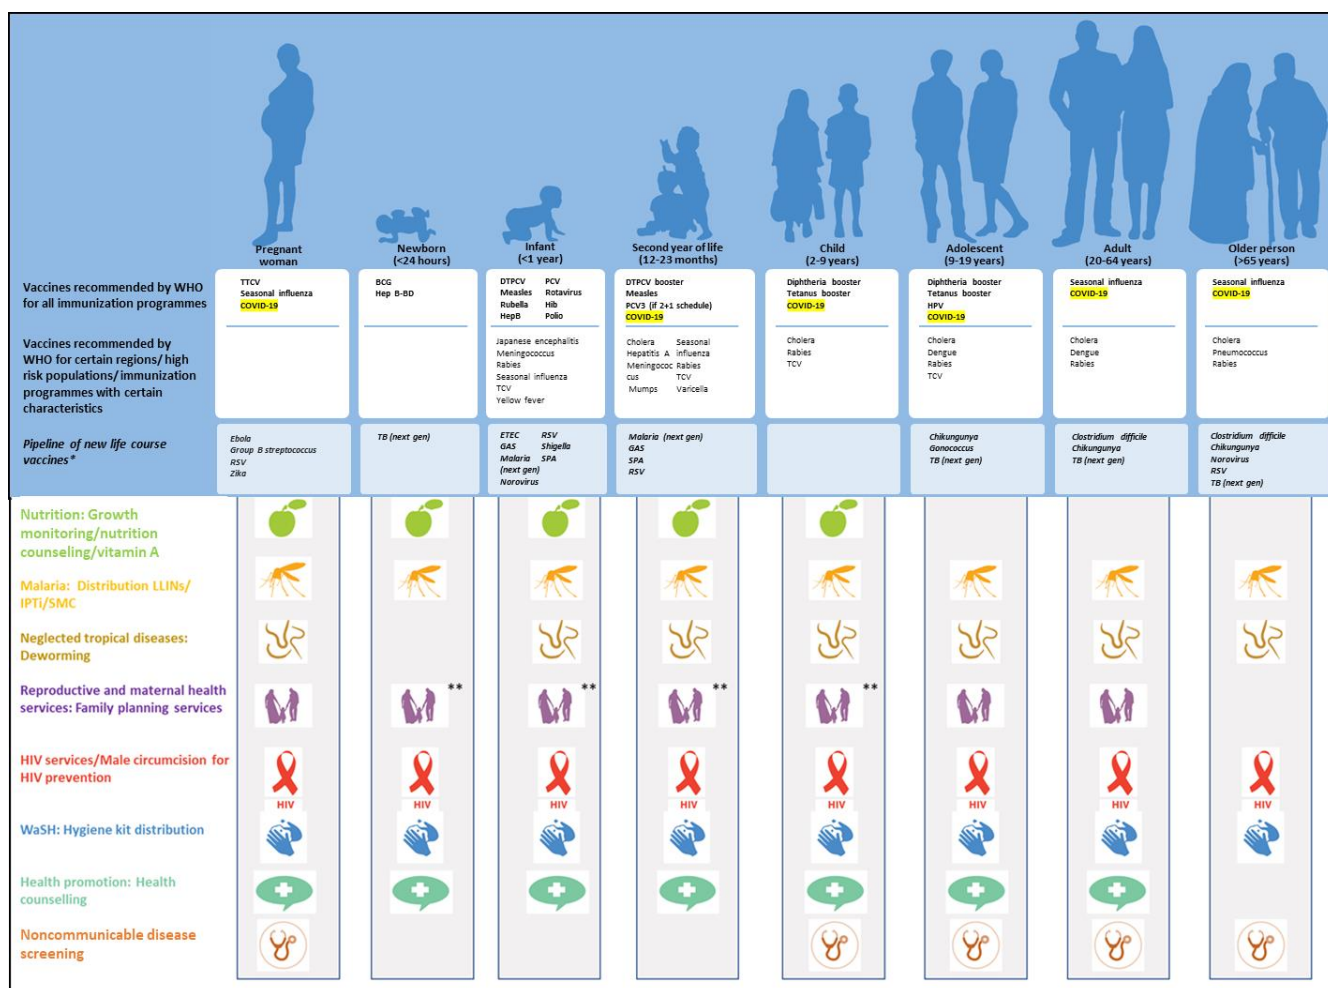 Pregnant
woman
Newborn
(<24 hours)
Infant
(<1 year)
Second year of life
(12-23 months)
Child
(2-9 years)
Adolescent
(9-19 years)
Adult
(20-64 years)
Older person
(>65 years)
Vaccines recommended by WHO
for all immunization programmes
TTCV
Seasonal influenza
COVID-19
BCG
Hep B-BD
DTPCV PCV
Measles Rotavirus
Rubella Hib
HepB Polio
DTPCV booster
Measles
PCV3 (if 2+1 schedule)
COVID-19
Diphtheria booster
Tetanus booster
COVID-19
Diphtheria booster
Tetanus booster
HPV
COVID-19
Seasonal influenza
COVID-19
Seasonal influenza
COVID-19
Vaccines recommended by
WHO for certain regions/ high
risk populations/ immunization
programmes with certain
characteristics
Japanese encephalitis
Meningococcus
Rabies
Seasonal influenza
TCV
Yellow fever
Cholera Seasonal
Hepatitis A influenza
Meningococ Rabies
cus TCV
Mumps Varicella
Cholera
Rabies
TCV
Cholera
Dengue
Rabies
TCV
Cholera
Dengue
Rabies
Cholera
Pneumococcus
Rabies
Pipeline of new life course
vaccines*
Ebola
Group B streptococcus
RSV
Zika
TB (next gen)
ETEC RSV
GAS Shigella
Malaria SPA
(next gen)
Norovirus
Malaria (next gen)
GAS
SPA
RSV
Chikungunya
Gonococcus
TB (next gen)
Clostridium difficile
Chikungunya
TB (next gen)
Clostridium difficile
Chikungunya
Norovirus
RSV
TB (next gen)
Nutrition: Growth
monitoring/nutrition
counseling/vitamin A
Malaria: Distribution LLINs/
IPTi/SMC
Neglected tropical diseases:
Deworming
Reproductive and maternal health
services: Family planning services
** ** ** **
HIV services/Male circumcision for
HIV prevention
HIV HIV HIV HIV HIV HIV HIV HIV
WaSH: Hygiene kit distribution
Health promotion: Health
counselling
Noncommunicable disease
screening